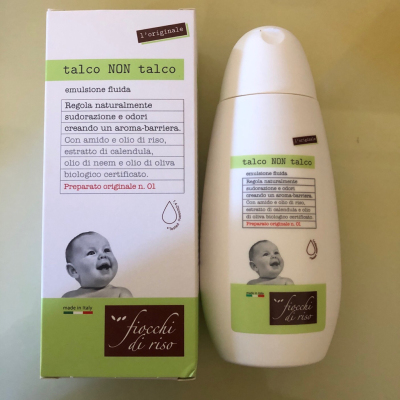 l'originale
talco NON talco
emulsione fluida
Regola naturalmente
sudorazione e odori
creando un aroma-barriera.
Con amido e olio di riso,
estratto di calendula,
olio di neem e olio di oliva
biologico certificato.
Preparato originale n. 01
made in Italy
fiocchi
di riso
l'originale
talco NON talco
emulsione fluida
Regola naturalmente
sudorazione e odori
creando un aroma-barriera.
Con amido e olio di riso,
estratto di calendula e olio
di oliva biologico certificato.
Preparato originale n. 01
fiocchi
di riso